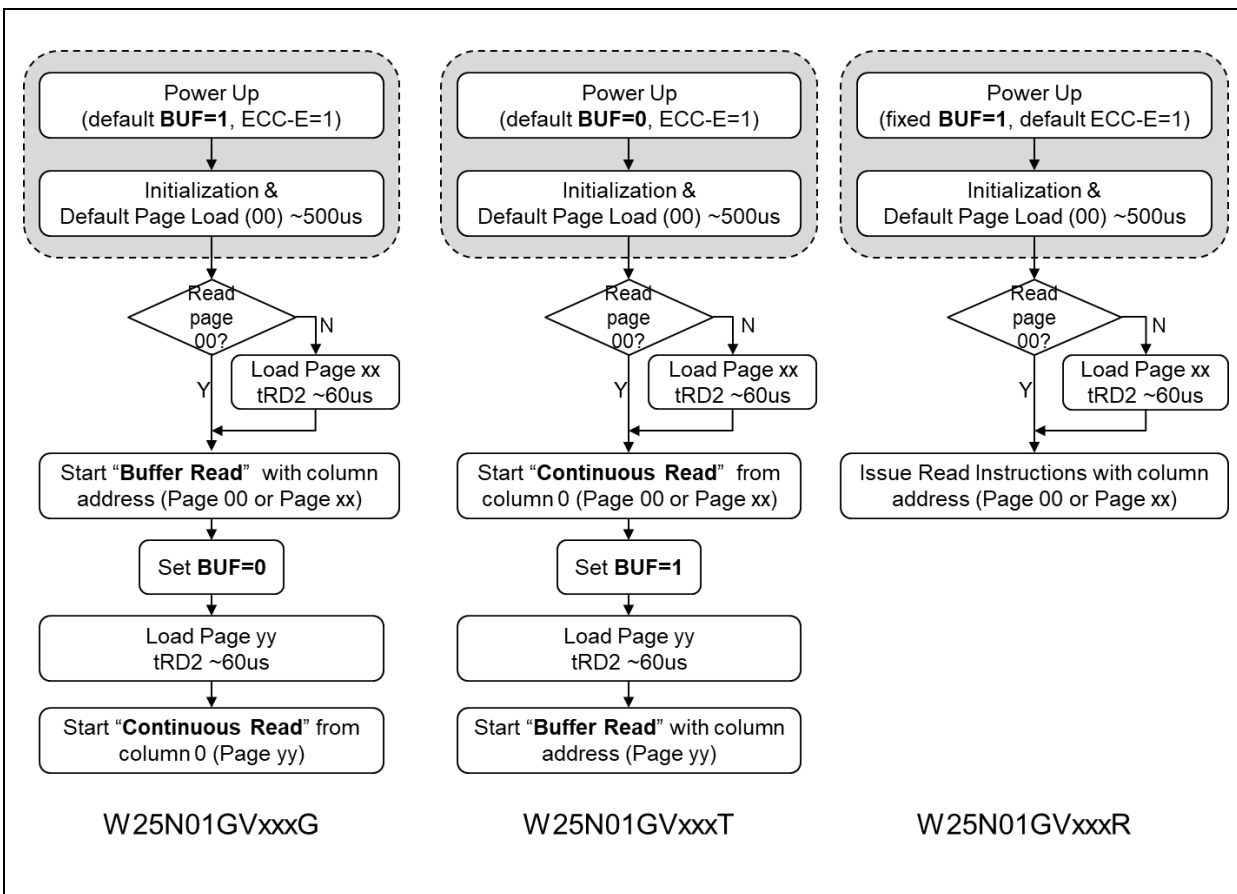 Power Up
(default BUF=1, ECC-E=1)
Initialization &
Default Page Load (00) ~500us
Read
page
00?
N
Load Page xx
tRD2 ~60us
Y
Start “Buffer Read” with column
address (Page 00 or Page xx)
Set BUF=0
Load Page yy
tRD2 ~60us
Start “Continuous Read” from
column 0 (Page yy)
W25N01GVxxxG
Power Up
(default BUF=0, ECC-E=1)
Initialization &
Default Page Load (00) ~500us
Read
page
00?
N
Load Page xx
tRD2 ~60us
Y
Start “Continuous Read” from
column 0 (Page 00 or Page xx)
Set BUF=1
Load Page yy
tRD2 ~60us
Start “Buffer Read” with column
address (Page yy)
W25N01GVxxxT
Power Up
(fixed BUF=1, default ECC-E=1)
Initialization &
Default Page Load (00) ~500us
Read
page
00?
N
Load Page xx
tRD2 ~60us
Y
Issue Read Instructions with column
address (Page 00 or Page xx)
W25N01GVxxxR